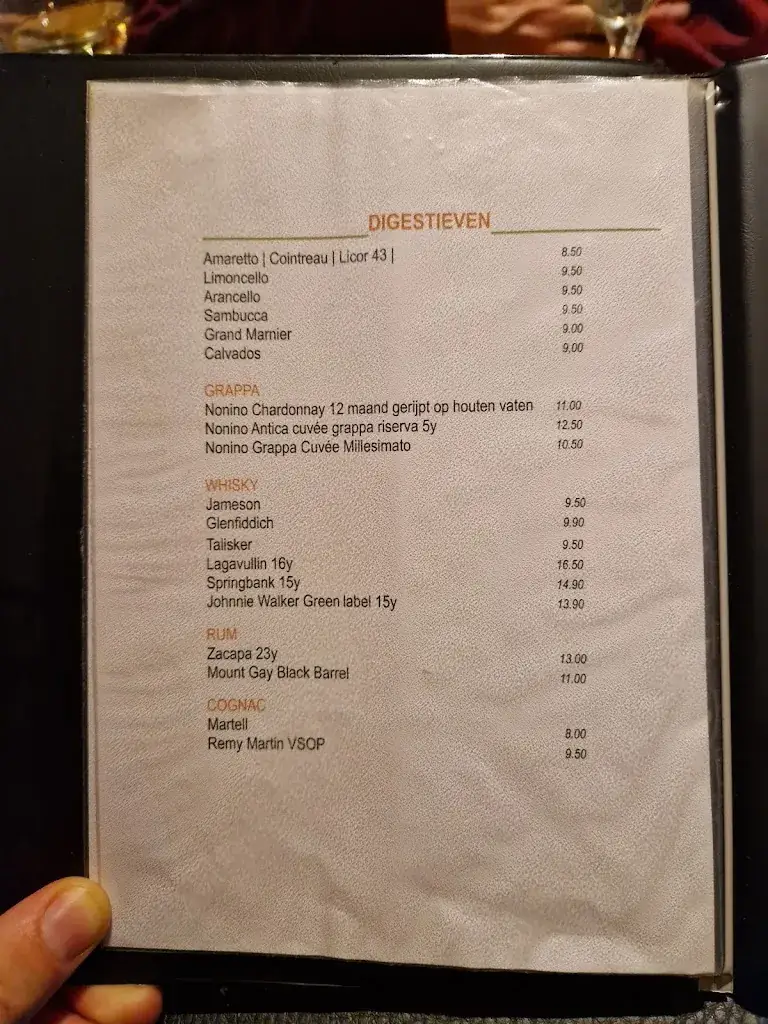 DIGESTIEVEN
Amaretto | Cointreau | Licor 43 | 8.50
Limoncello 9.50
Arancello 9.50
Sambucca 9.50
Grand Marnier 9.00
Calvados 9.00
GRAPPA
Nonino Chardonnay 12 maand gerijpt op houten vaten 11.00
Nonino Antica cuvée grappa riserva 5y 12.50
Nonino Grappa Cuvée Millesimato 10.50
WHISKY
Jameson 9.50
Glenfiddich 9.90
Talisker 9.50
Lagavullin 16y 16.50
Springbank 15y 14.90
Johnnie Walker Green label 15y 13.90
RUM
Zacapa 23y 13.00
Mount Gay Black Barrel 11.00
COGNAC
Martell 8.00
Remy Martin VSOP 9.50